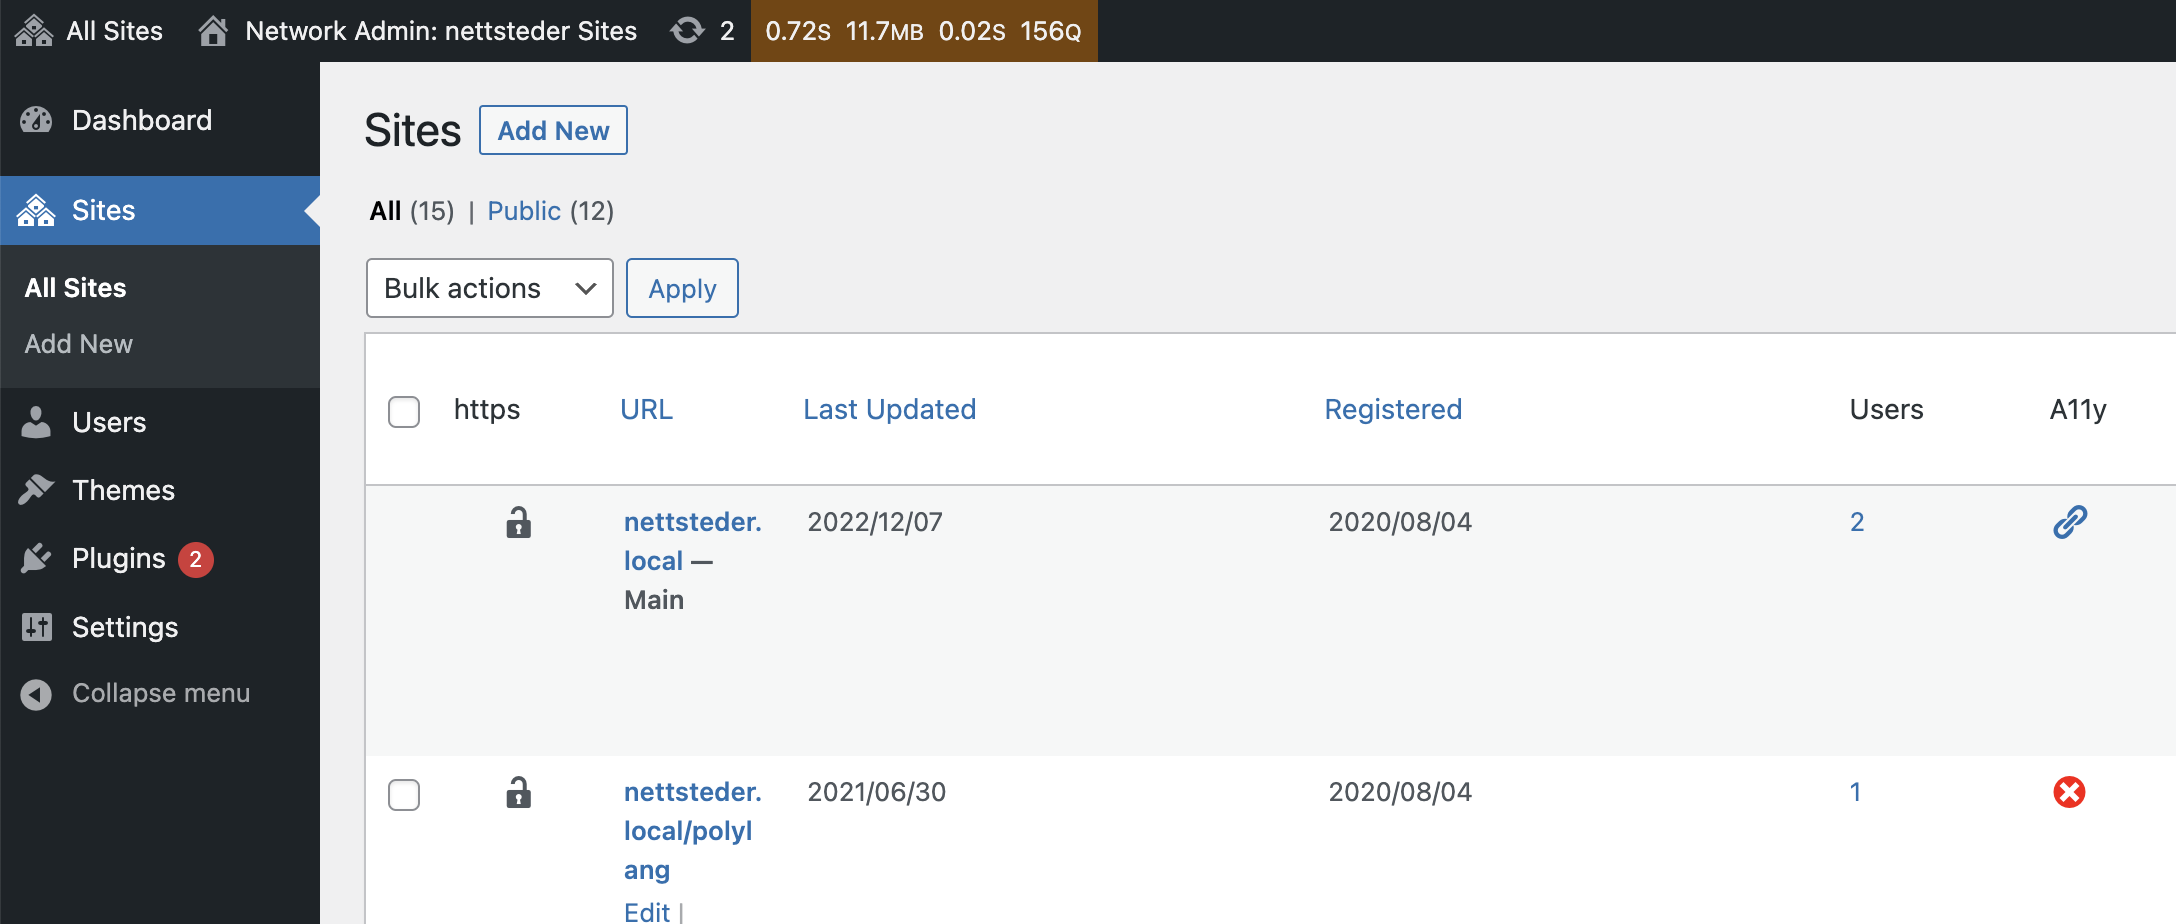 All Sites
Network Admin: nettsteder Sites
2
0.72S 11.7MB 0.02S 156Q
Dashboard
Sites
All Sites
Add New
Users
Themes
Plugins 2
Settings
Collapse menu
Sites
Add New
All (15) | Public (12)
Bulk actions
Apply
https URL Last Updated Registered Users A11y
nettsteder. 2022/12/07 2020/08/04 2
local —
Main
nettsteder. 2021/06/30 2020/08/04 1
local/polyl
ang
Edit |